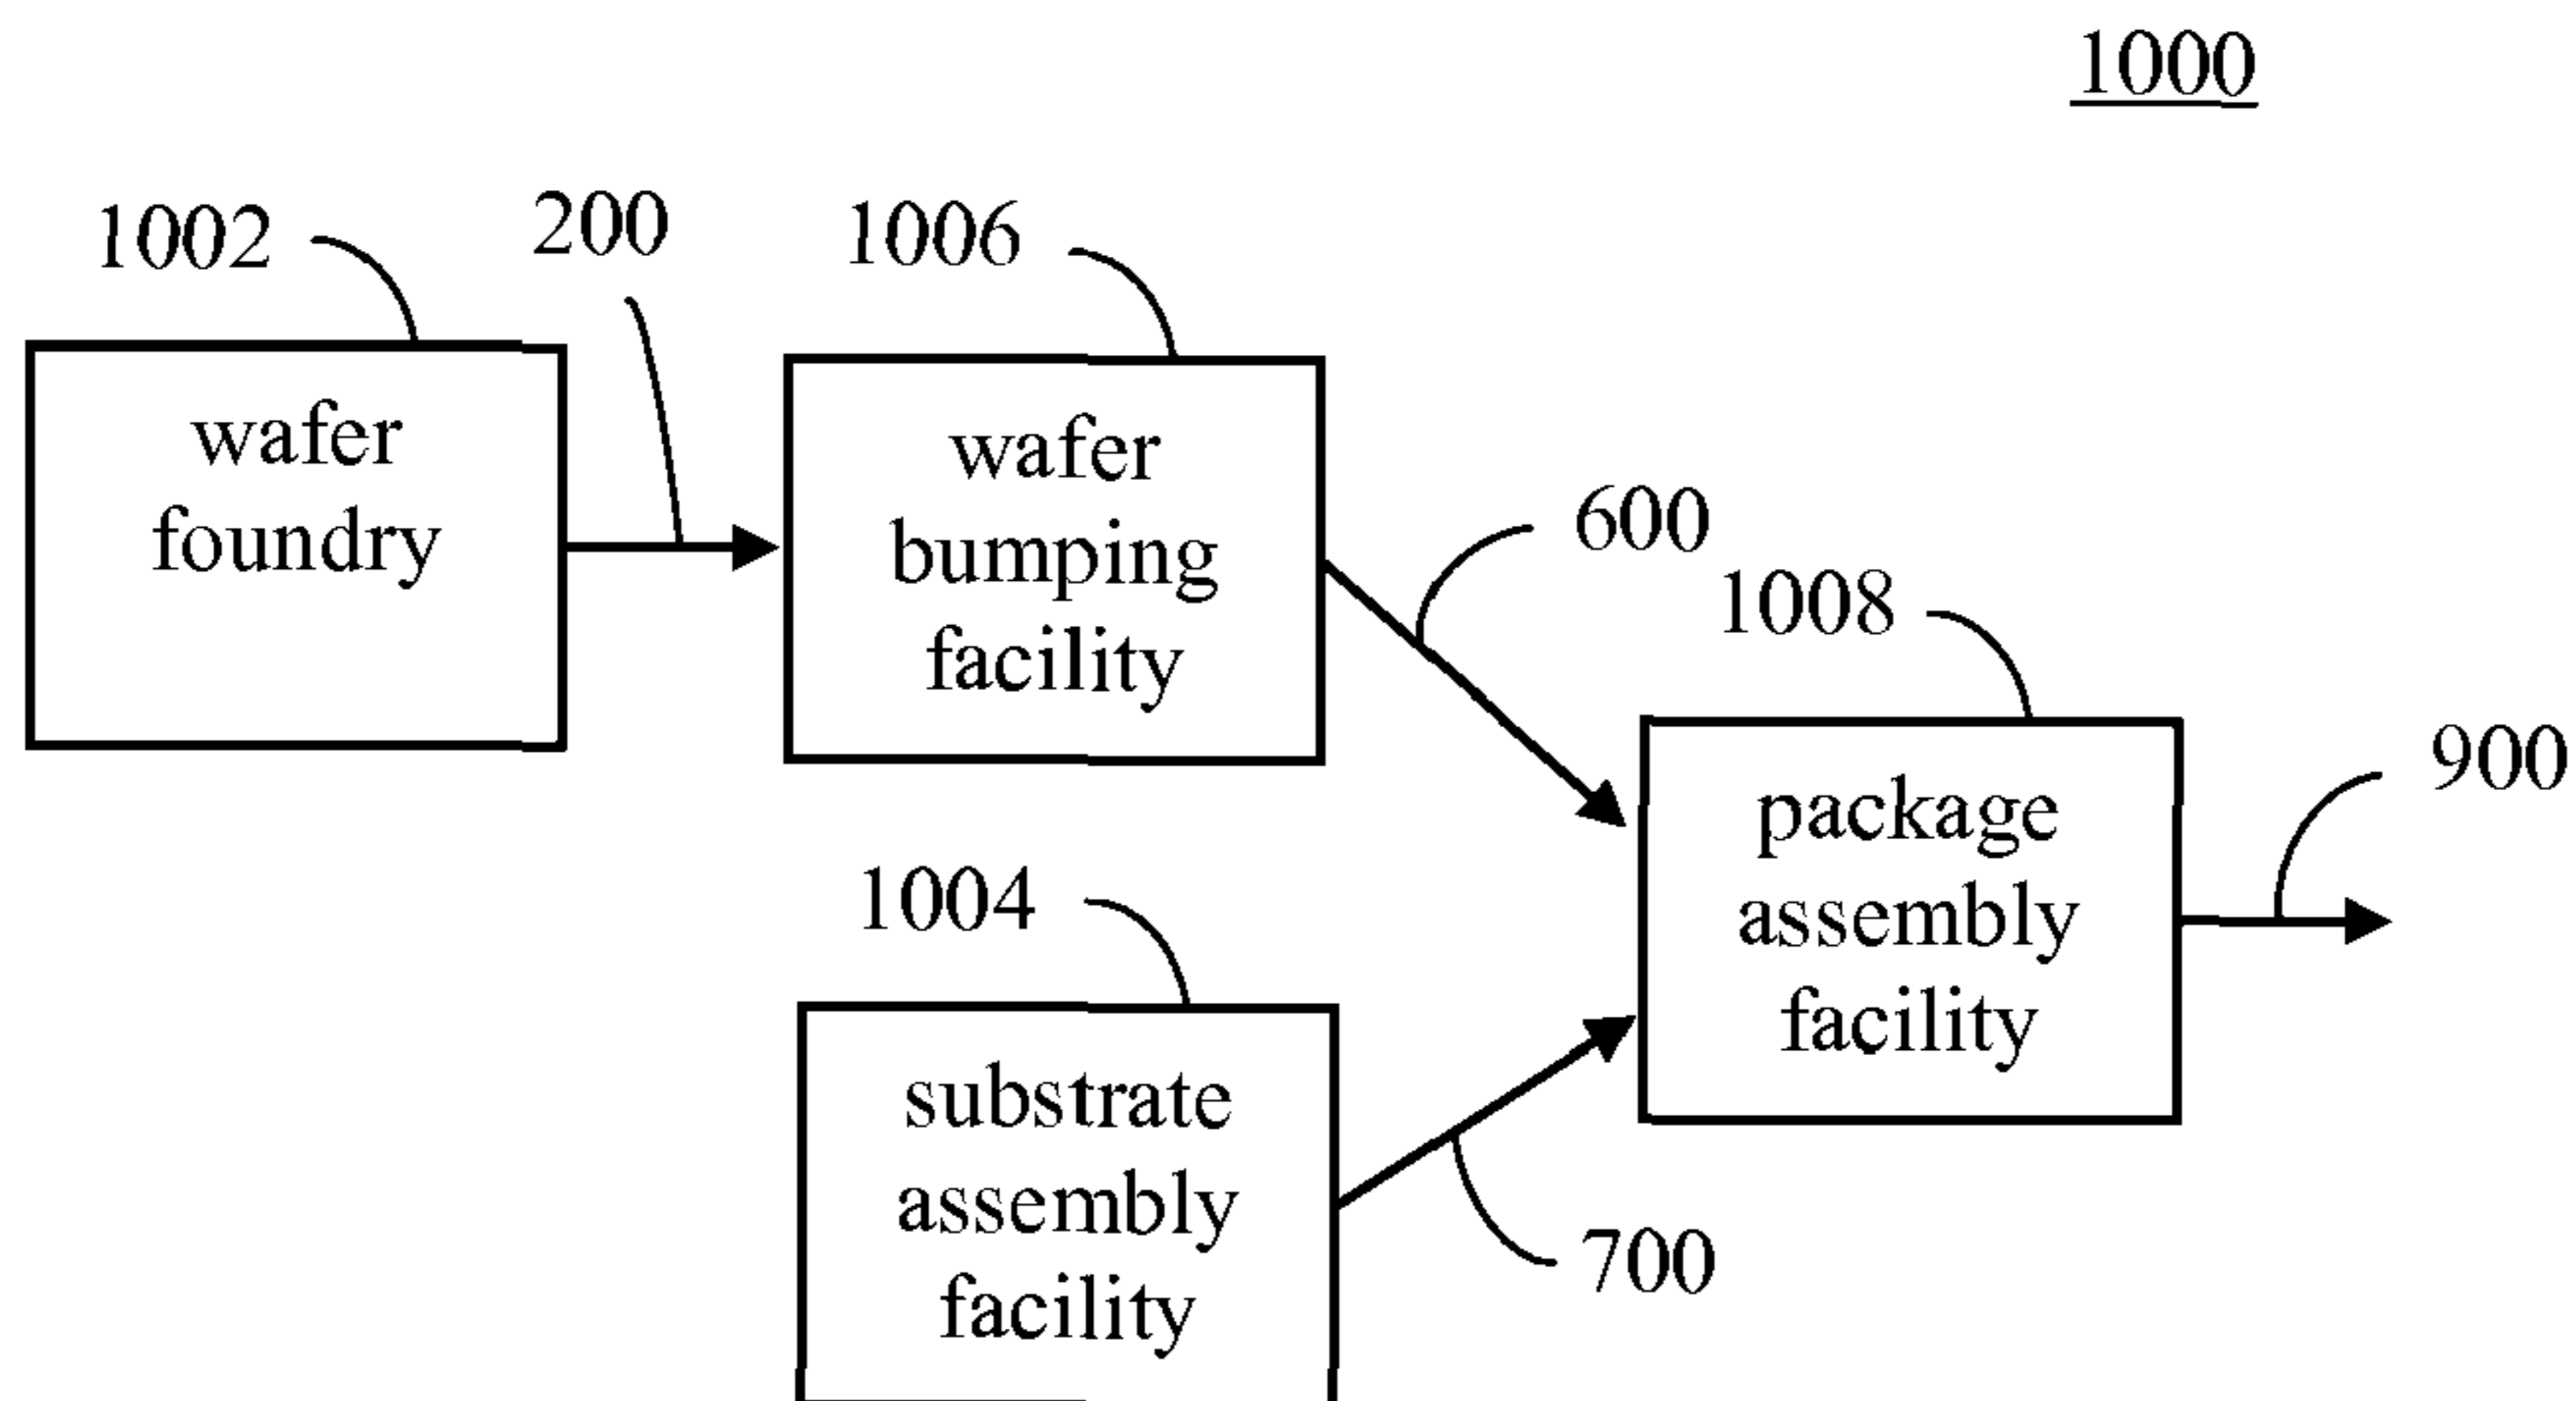 1000
1002
200
1006
wafer
foundry
wafer
bumping
facility
600
1008
package
assembly
facility
900
1004
substrate
assembly
facility
700